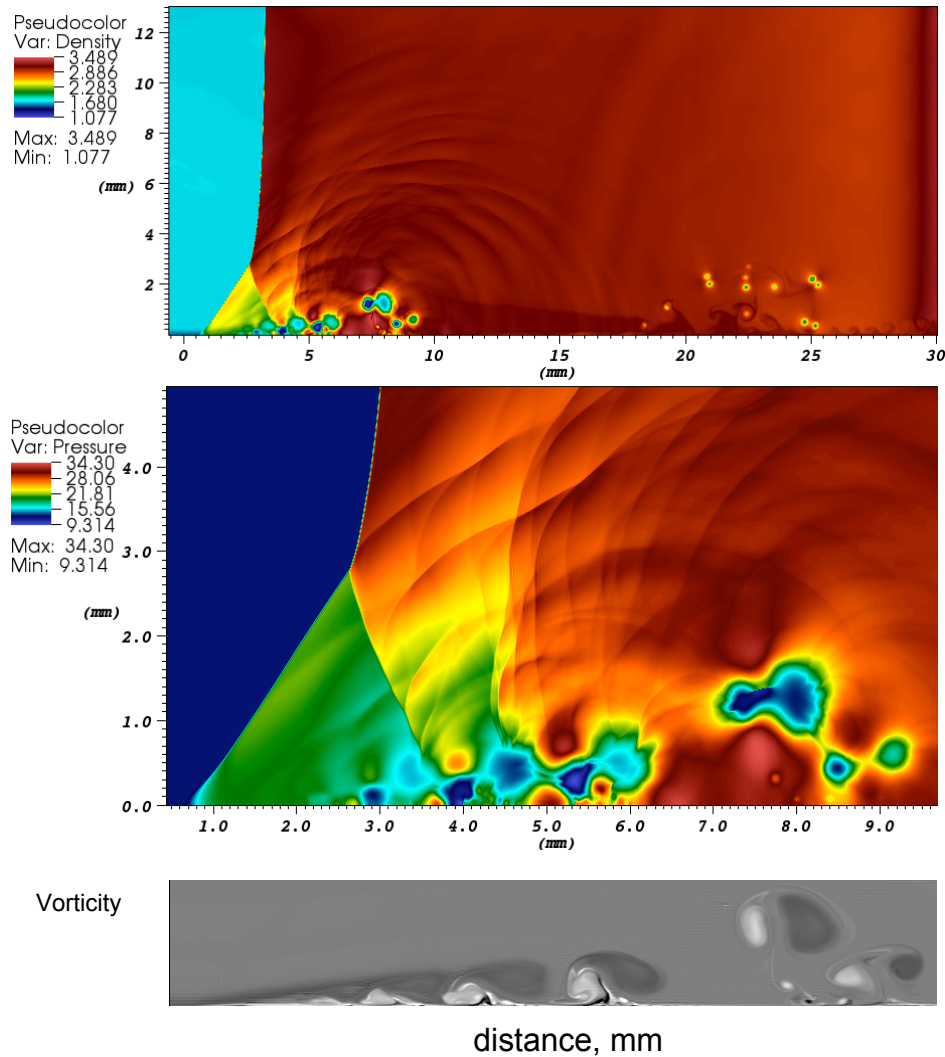 Pseudocolor
Var: Density
3.489
2.886
2.283
1.680
1.077
Max: 3.489
Min: 1.077
12
10
8
6
4
2
(mm)
0 5 10 15 20 25 30
(mm)
Pseudocolor
Var: Pressure
34.30
28.06
21.81
15.56
9.314
Max: 34.30
Min: 9.314
4.0
3.0
2.0
1.0
0.0
(mm)
1.0 2.0 3.0 4.0 5.0 6.0 7.0 8.0 9.0
(mm)
Vorticity
distance, mm